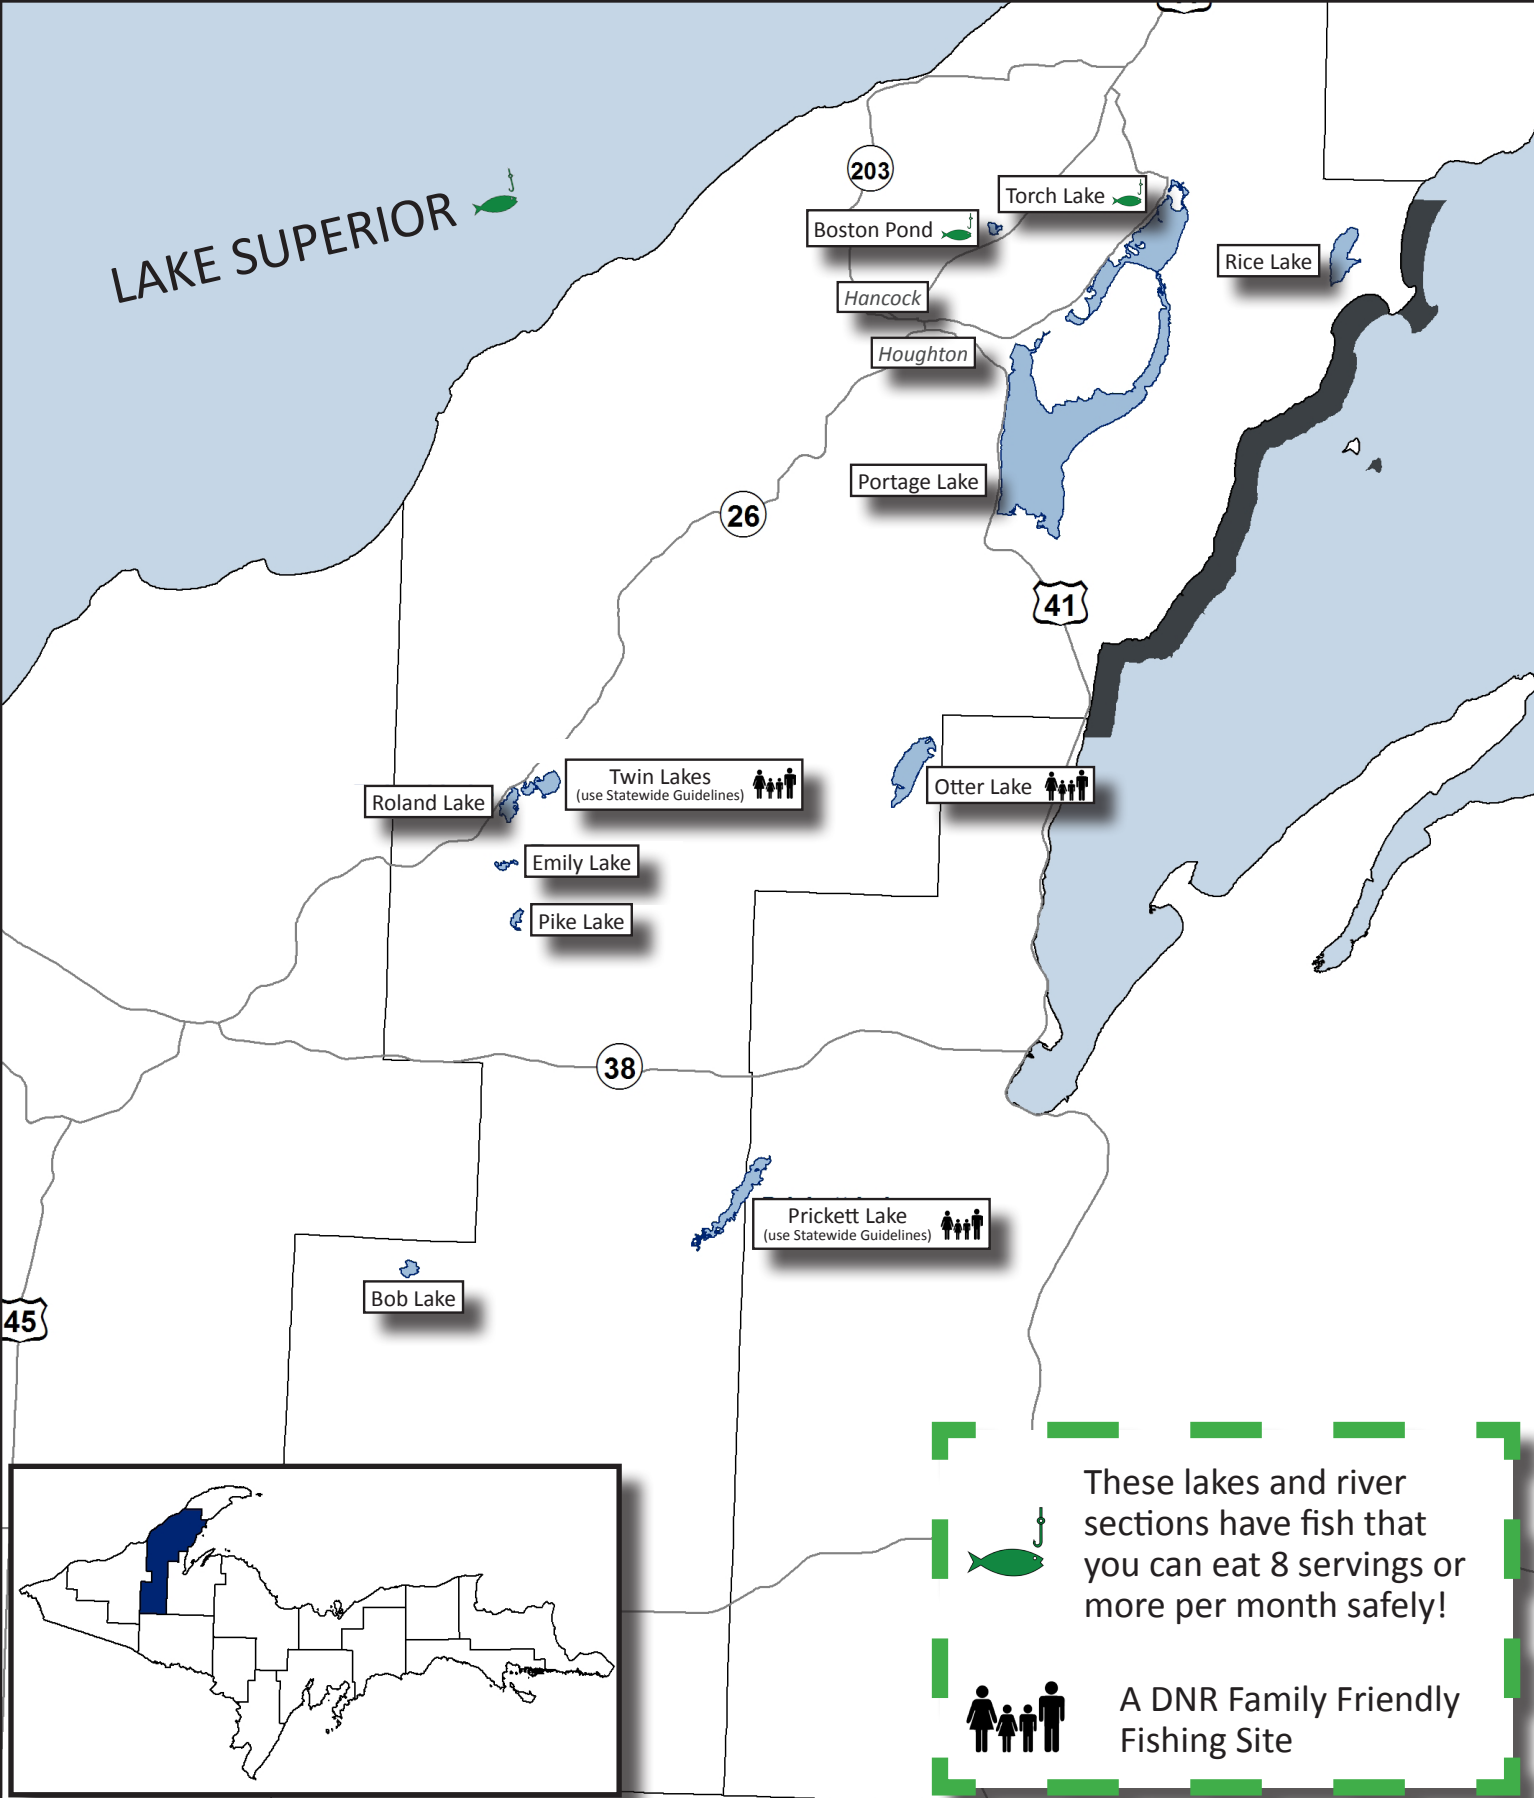 203
Torch Lake
LAKE SUPERIOR
Boston Pond
Rice Lake
Hancock
Houghton
Portage Lake
26
41
Twin Lakes
(use Statewide Guidelines)
Otter Lake
Roland Lake
Emily Lake
Pike Lake
38
Prickett Lake
(use Statewide Guidelines)
Bob Lake
45
These lakes and river
sections have fish that
you can eat 8 servings or
more per month safely!
A DNR Family Friendly
Fishing Site